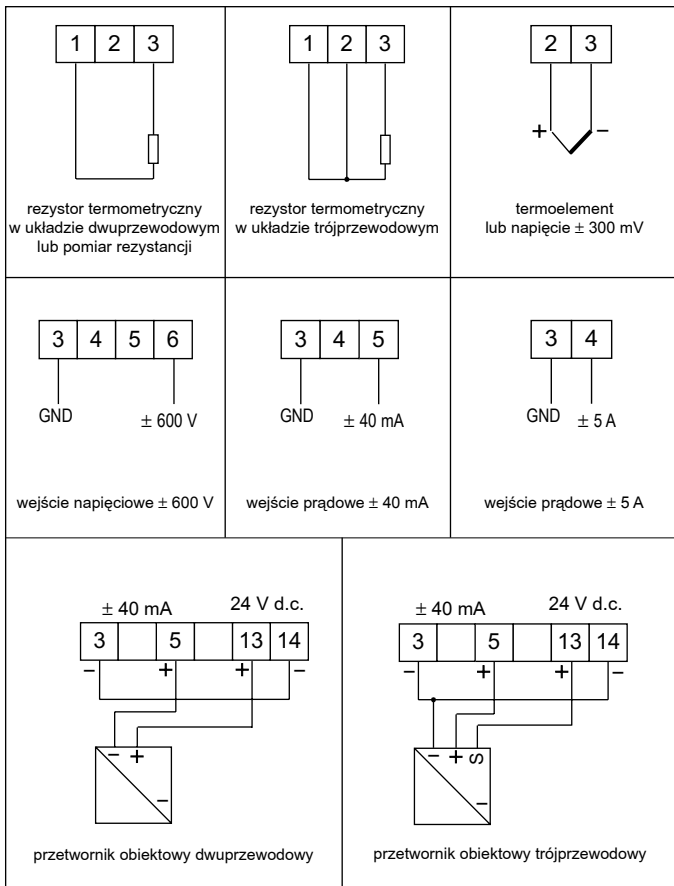 1 2 3
rezystor termometryczny
w układzie dwuprzewodowym
lub pomiar rezystancji
1 2 3
rezystor termometryczny
w układzie trójprzewodowym
2 3
+ −
termoelement
lub napięcie ± 300 mV
3 4 5 6
GND ± 600 V
wejście napięciowe ± 600 V
3 4 5
GND ± 40 mA
wejście prądowe ± 40 mA
3 4
GND ± 5 A
wejście prądowe ± 5 A
± 40 mA 24 V d.c.
3 5 13 14
− + + −
− +
−
przetwornik obiektowy dwuprzewodowy
± 40 mA 24 V d.c.
3 5 13 14
− + + −
− + S
−
przetwornik obiektowy trójprzewodowy